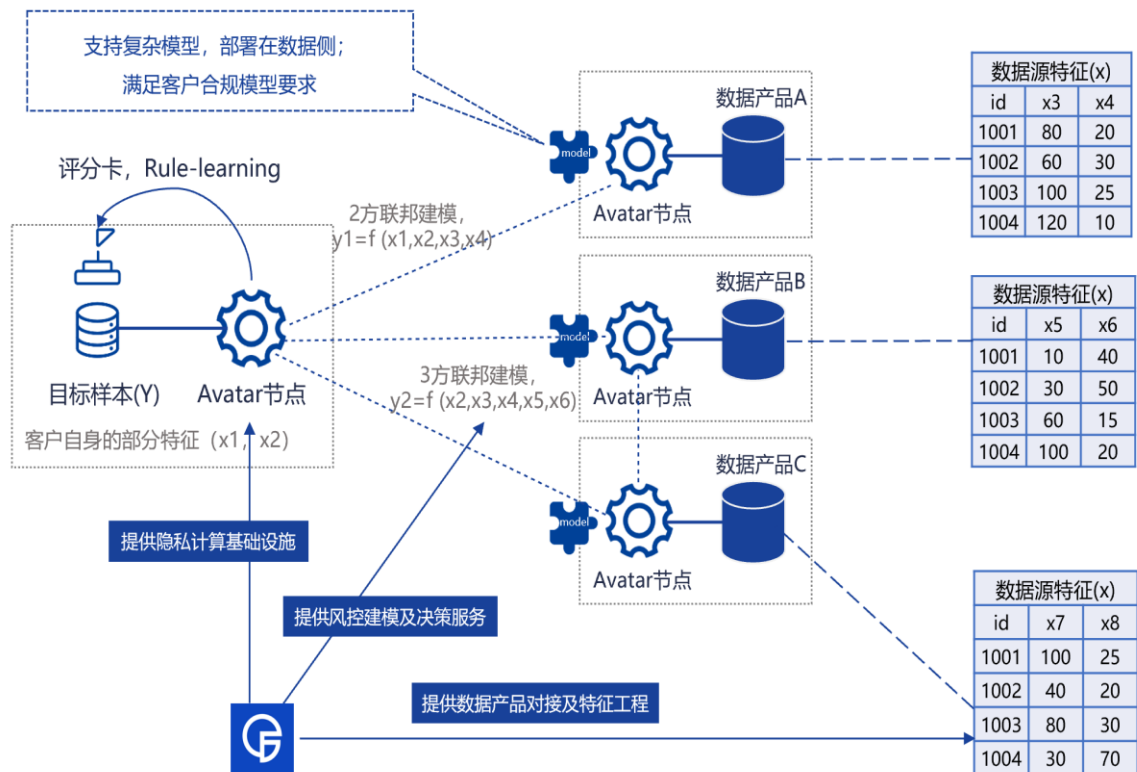 支持复杂模型，部署在数据侧；
满足客户合规模型要求
评分卡，Rule-learning
目标样本(Y)
Avatar节点
客户自身的部分特征（x1，x2）
2方联邦建模，
y1=f (x1,x2,x3,x4)
3方联邦建模，
y2=f (x2,x3,x4,x5,x6)
model
数据产品A
Avatar节点
model
数据产品B
Avatar节点
model
数据产品C
Avatar节点
数据源特征(x)
id x3 x4
1001 80 20
1002 60 30
1003 100 25
1004 120 10
数据源特征(x)
id x5 x6
1001 10 40
1002 30 50
1003 60 15
1004 100 20
数据源特征(x)
id x7 x8
1001 100 25
1002 40 20
1003 80 30
1004 30 70
提供隐私计算基础设施
提供风控建模及决策服务
提供数据产品对接及特征工程